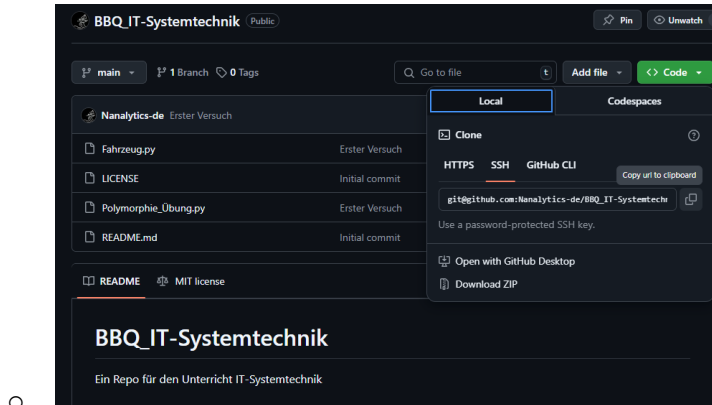 BBQ_IT-Systemtechnik Public Pin Unwatch
main 1 Branch 0 Tags Go to file t Add file Code
Local Codespaces
Nanalytics-de Erster Versuch
Clone
Fahrzeug.py Erster Versuch
HTTPS SSH GitHub CLI
Copy url to clipboard
LICENSE Initial commit
git@github.com:Nanalytics-de/BBQ_IT-Systemtechn
Polymorphie_Übung.py Erster Versuch
Use a password-protected SSH key.
README.md Initial commit
Open with GitHub Desktop
README MIT license
Download ZIP
BBQ_IT-Systemtechnik
Ein Repo für den Unterricht IT-Systemtechnik